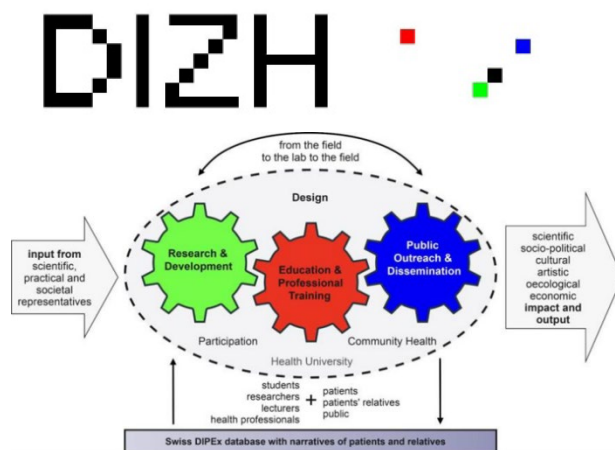 DIZH
from the field
to the lab to the field
Design
input from
scientific,
practical and
societal
representatives
Research &
Development
Education &
Professional
Training
Public
Outreach &
Dissemination
scientific
socio-political
cultural
artistic
oecological
economic
impact and
output
Participation
Community Health
Health University
students
researchers
lecturers
health professionals
+
patients
patients' relatives
public
Swiss DIPEx database with narratives of patients and relatives